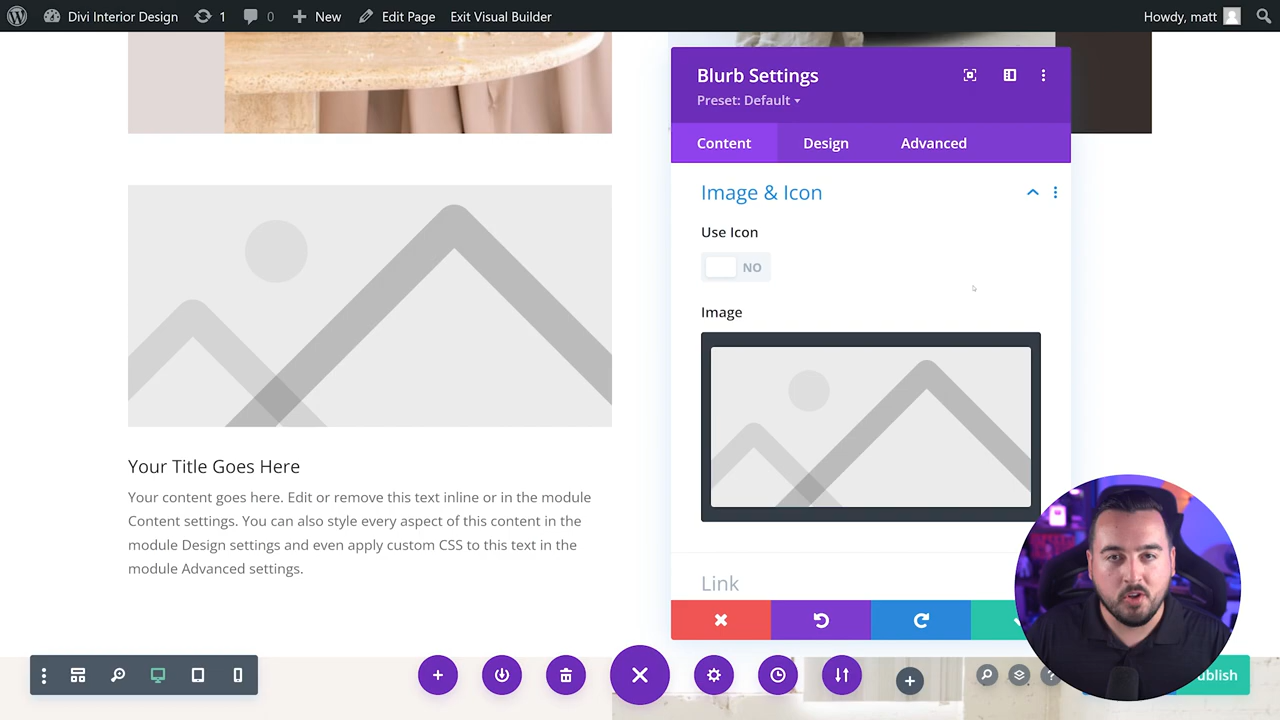 Divi Interior Design
1
0
New
Edit Page
Exit Visual Builder
Howdy, matt
Blurb Settings
Preset: Default
Content
Design
Advanced
Image & Icon
Use Icon
NO
Image
Link
Your Title Goes Here
Your content goes here. Edit or remove this text inline or in the module
Content settings. You can also style every aspect of this content in the
module Design settings and even apply custom CSS to this text in the
module Advanced settings.
?